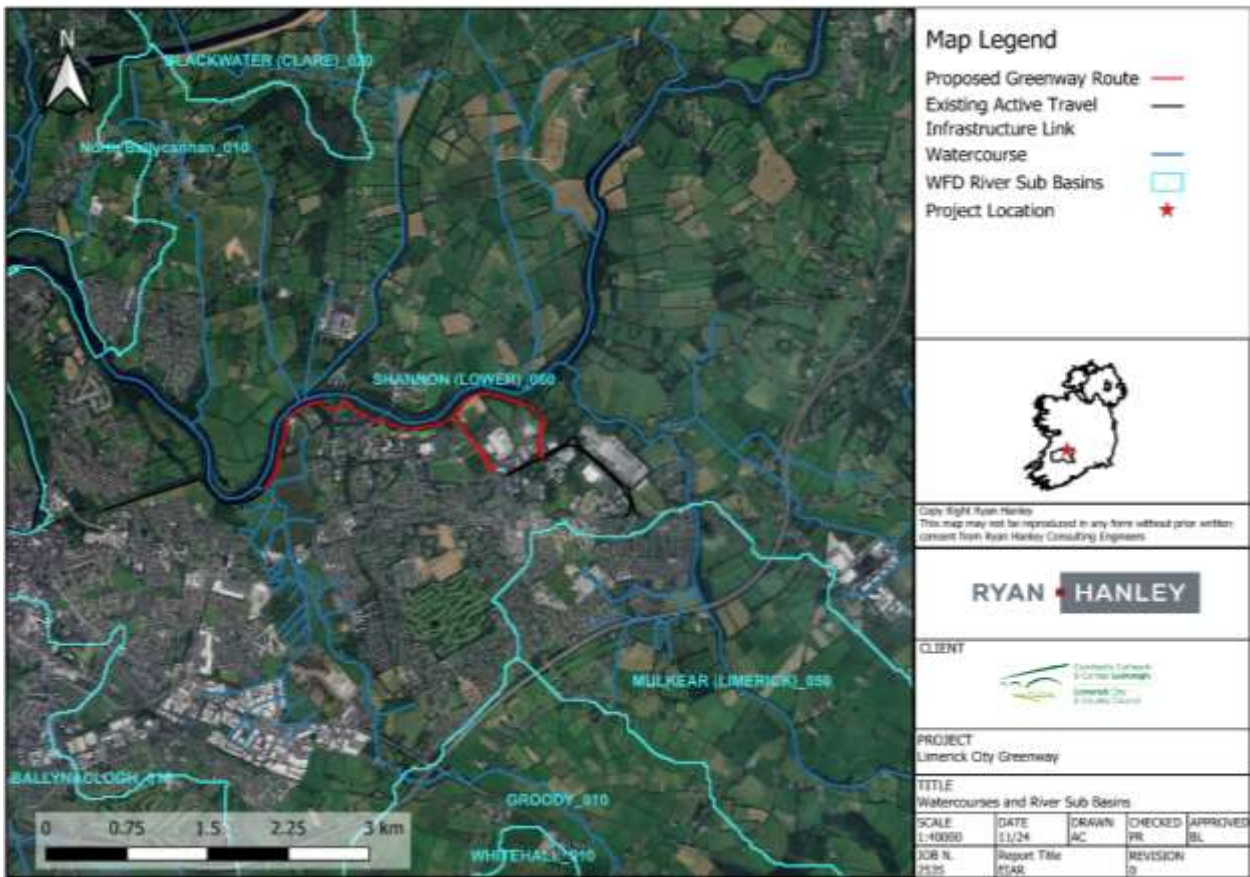 N
BLACKWATER (CLARE)_020
North Ballycannan_010
SHANNON (LOWER)_060
MULKEAR (LIMERICK)_050
BALLYNACLOGH_010
GROODY_010
WHITEHALL_010
0 0.75 1.5 2.25 3 km
Map Legend
Proposed Greenway Route
Existing Active Travel
Infrastructure Link
Watercourse
WFD River Sub Basins
Project Location
Copy Right Ryan Hanley
This map may not be reproduced in any form without prior written
consent from Ryan Hanley Consulting Engineers
RYAN HANLEY
CLIENT
Limerick City
& County Council
PROJECT
Limerick City Greenway
TITLE
Watercourses and River Sub Basins
SCALE DATE DRAWN CHECKED APPROVED
1:40000 11/24 AC PR BL
JOB N. Report Title REVISION
2535 EIAR 0